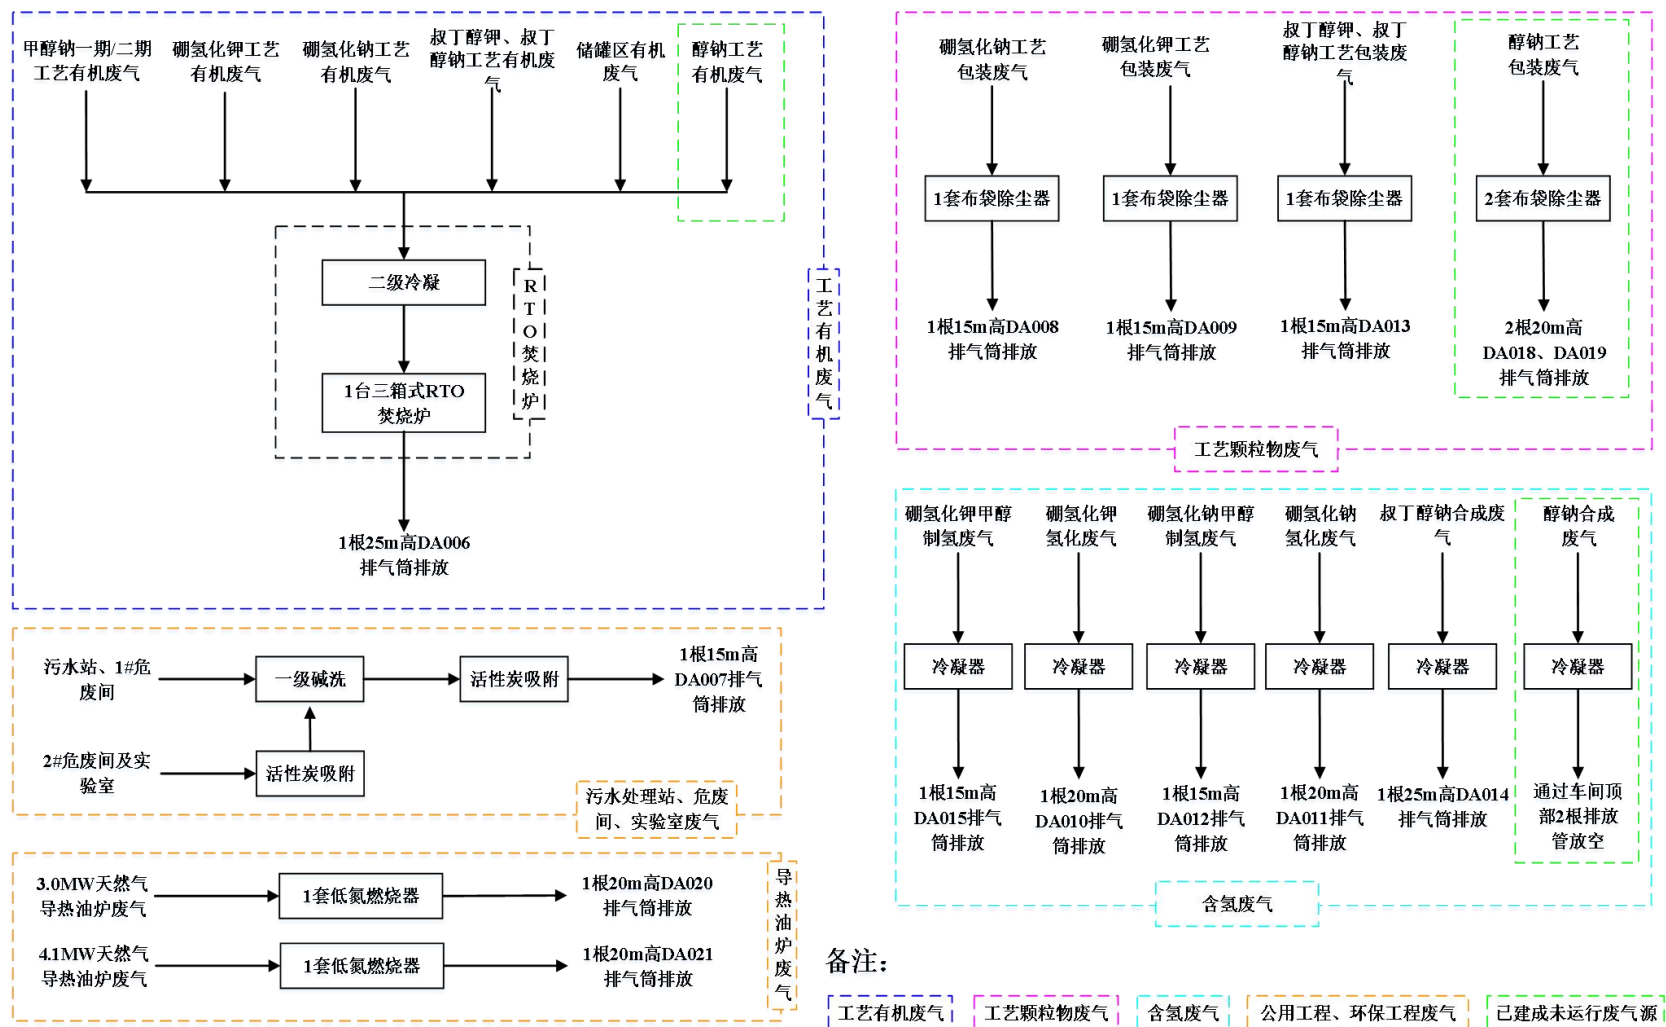 甲醇钠一期/二期
工艺有机废气
硼氢化钾工艺
有机废气
硼氢化钠工艺
有机废气
叔丁醇钾、叔丁
醇钠工艺有机废
气
储罐区有机
废气
醇钠工艺
有机废气
二级冷凝
1台三箱式RTO
焚烧炉
RTO焚烧炉
1根25m高DA006
排气筒排放
工艺有机废气
硼氢化钠工艺
包装废气
硼氢化钾工艺
包装废气
叔丁醇钾、叔丁
醇钠工艺包装废
气
醇钠工艺
包装废气
1套布袋除尘器
1套布袋除尘器
1套布袋除尘器
2套布袋除尘器
1根15m高DA008
排气筒排放
1根15m高DA009
排气筒排放
1根15m高DA013
排气筒排放
2根20m高
DA018、DA019
排气筒排放
工艺颗粒物废气
硼氢化钾甲醇
制氢废气
硼氢化钾
氢化废气
硼氢化钠甲醇
制氢废气
硼氢化钠
氢化废气
叔丁醇钠合成废
气
醇钠合成
废气
冷凝器
冷凝器
冷凝器
冷凝器
冷凝器
冷凝器
1根15m高
DA015排气
筒排放
1根20m高
DA010排气
筒排放
1根15m高
DA012排气
筒排放
1根20m高
DA011排气
筒排放
1根25m高DA014
排气筒排放
通过车间顶
部2根排放
管放空
含氢废气
污水站、1#危
废间
一级碱洗
活性炭吸附
1根15m高
DA007排气
筒排放
2#危废间及实
验室
活性炭吸附
污水处理站、危废
间、实验室废气
3.0MW天然气
导热油炉废气
1套低氮燃烧器
1根20m高DA020
排气筒排放
4.1MW天然气
导热油炉废气
1套低氮燃烧器
1根20m高DA021
排气筒排放
导热油炉废气
备注：
工艺有机废气
工艺颗粒物废气
含氢废气
公用工程、环保工程废气
已建成未运行废气源